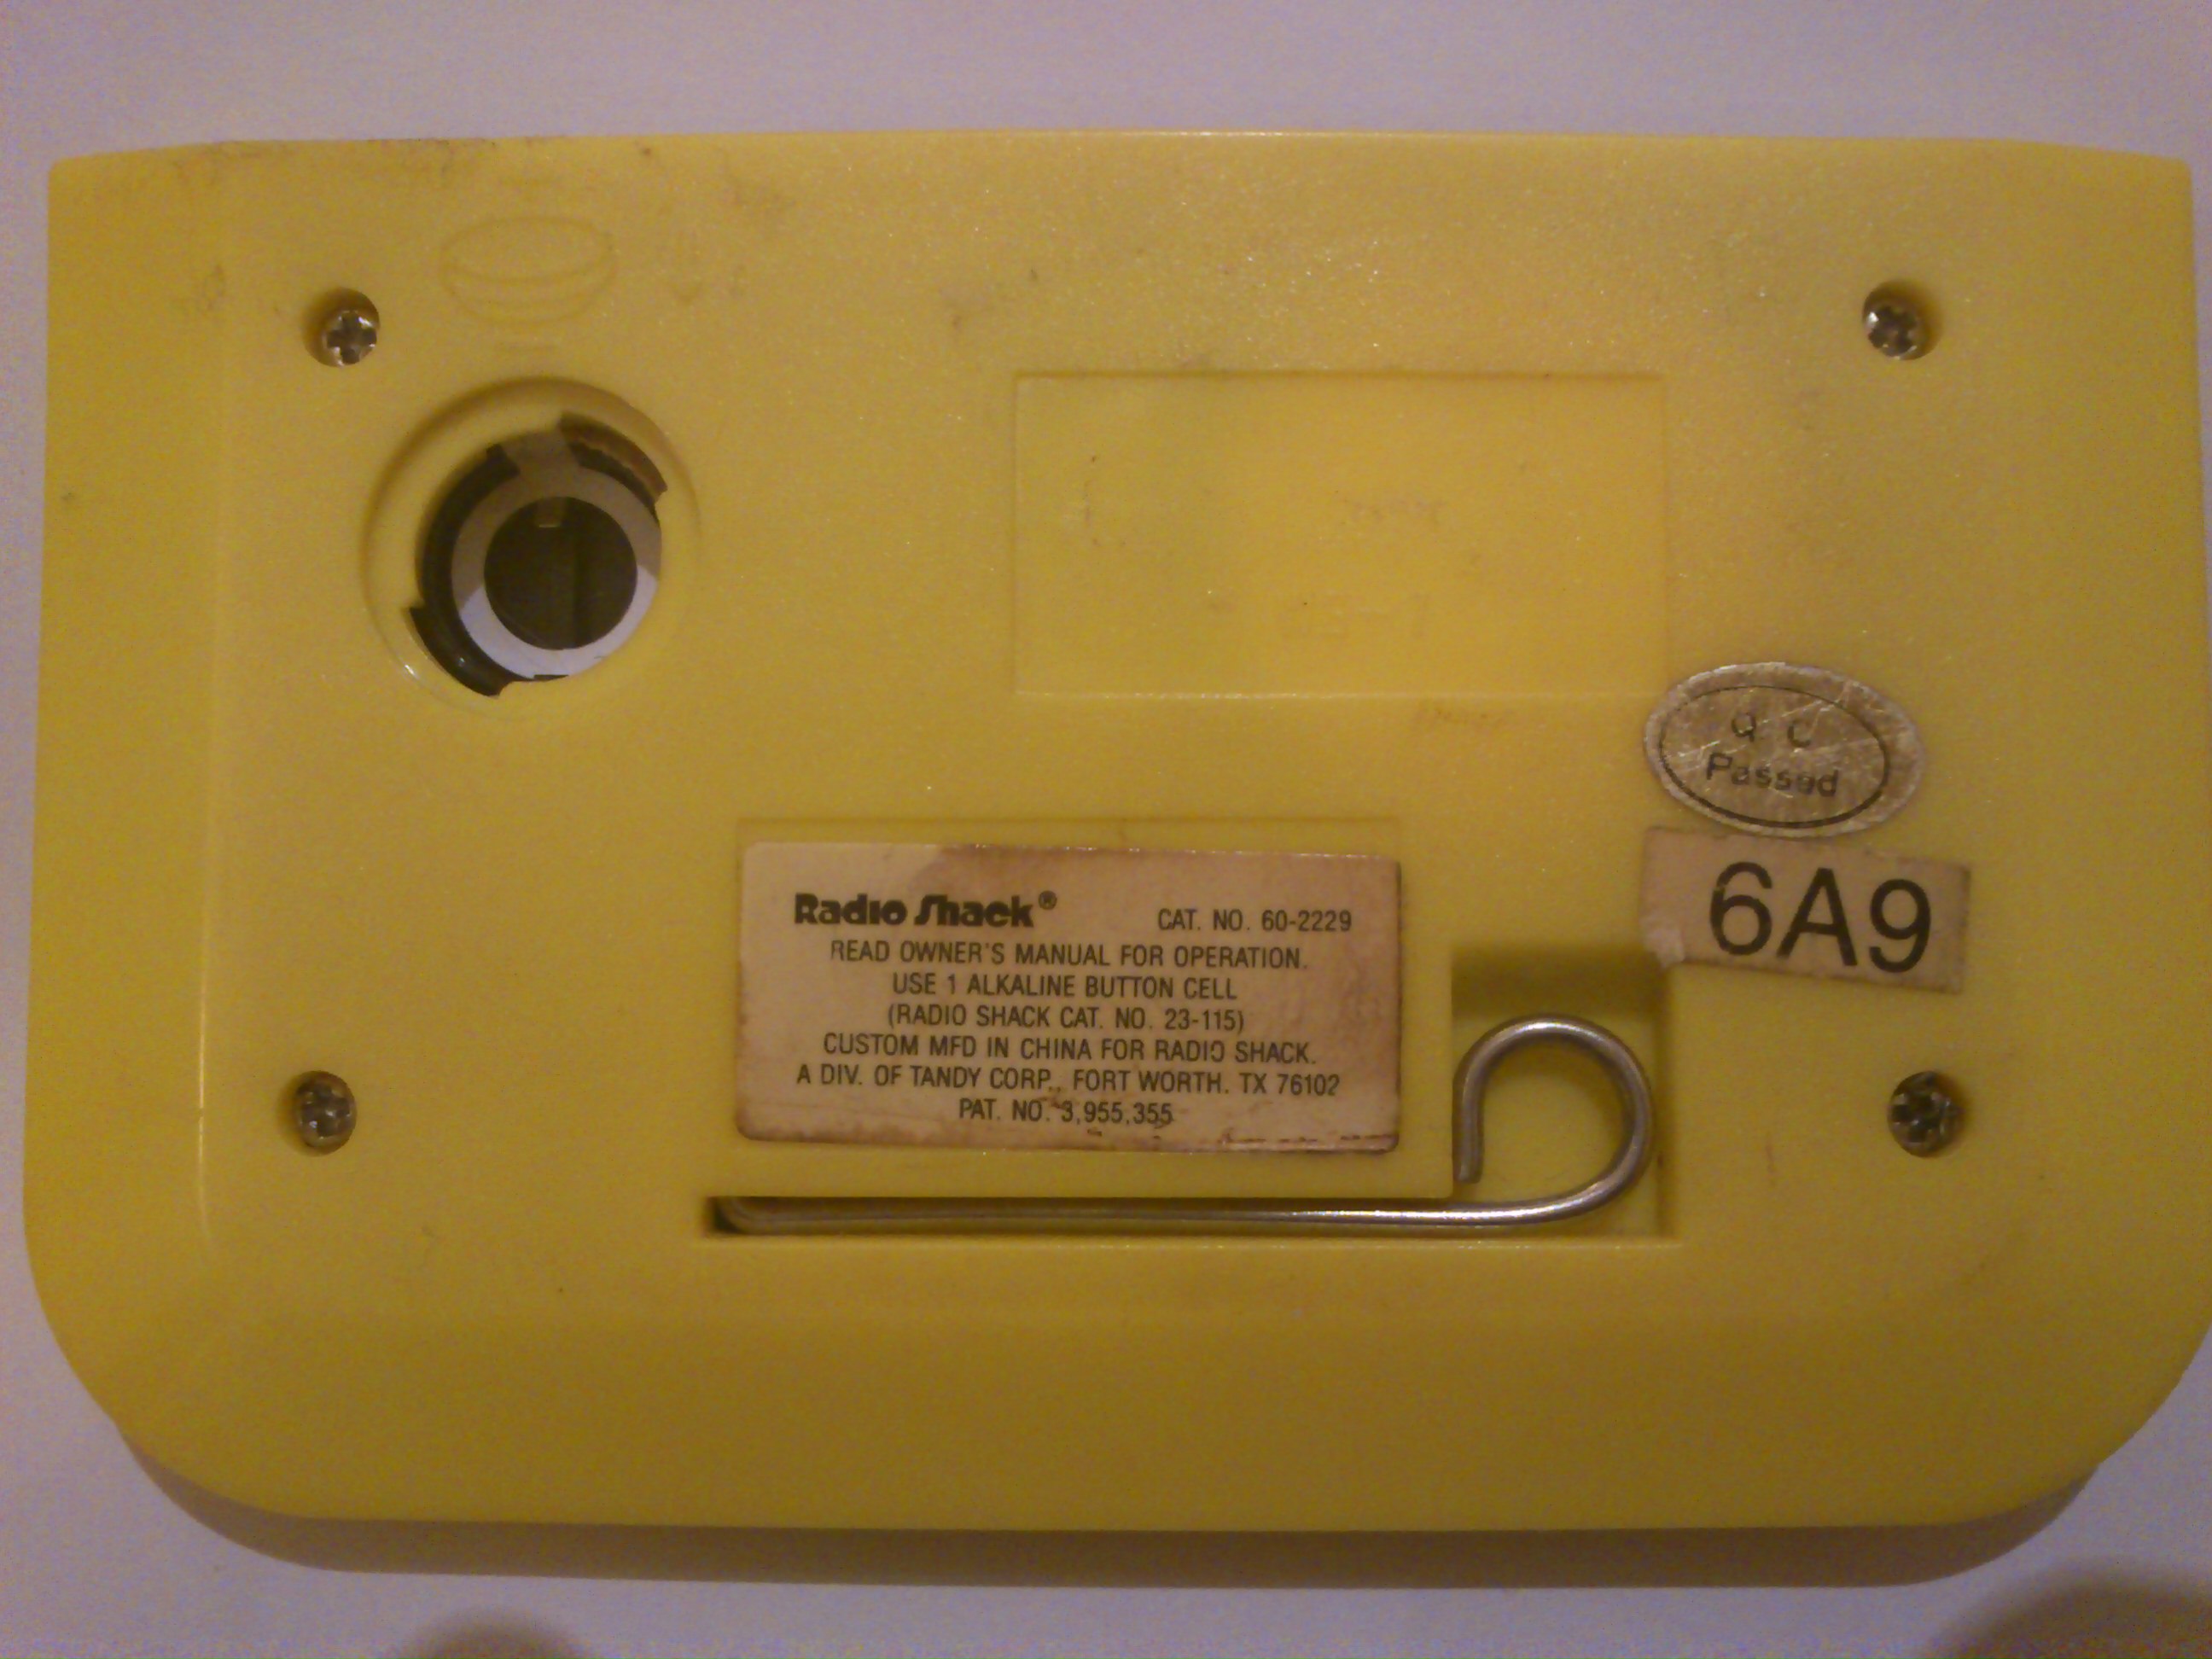 Q C
Passed
6A9
Radio Shack® CAT. NO. 60-2229
READ OWNER'S MANUAL FOR OPERATION.
USE 1 ALKALINE BUTTON CELL
(RADIO SHACK CAT. NO. 23-115)
CUSTOM MFD IN CHINA FOR RADIO SHACK.
A DIV. OF TANDY CORP., FORT WORTH. TX 76102
PAT. NO. 3,955,355